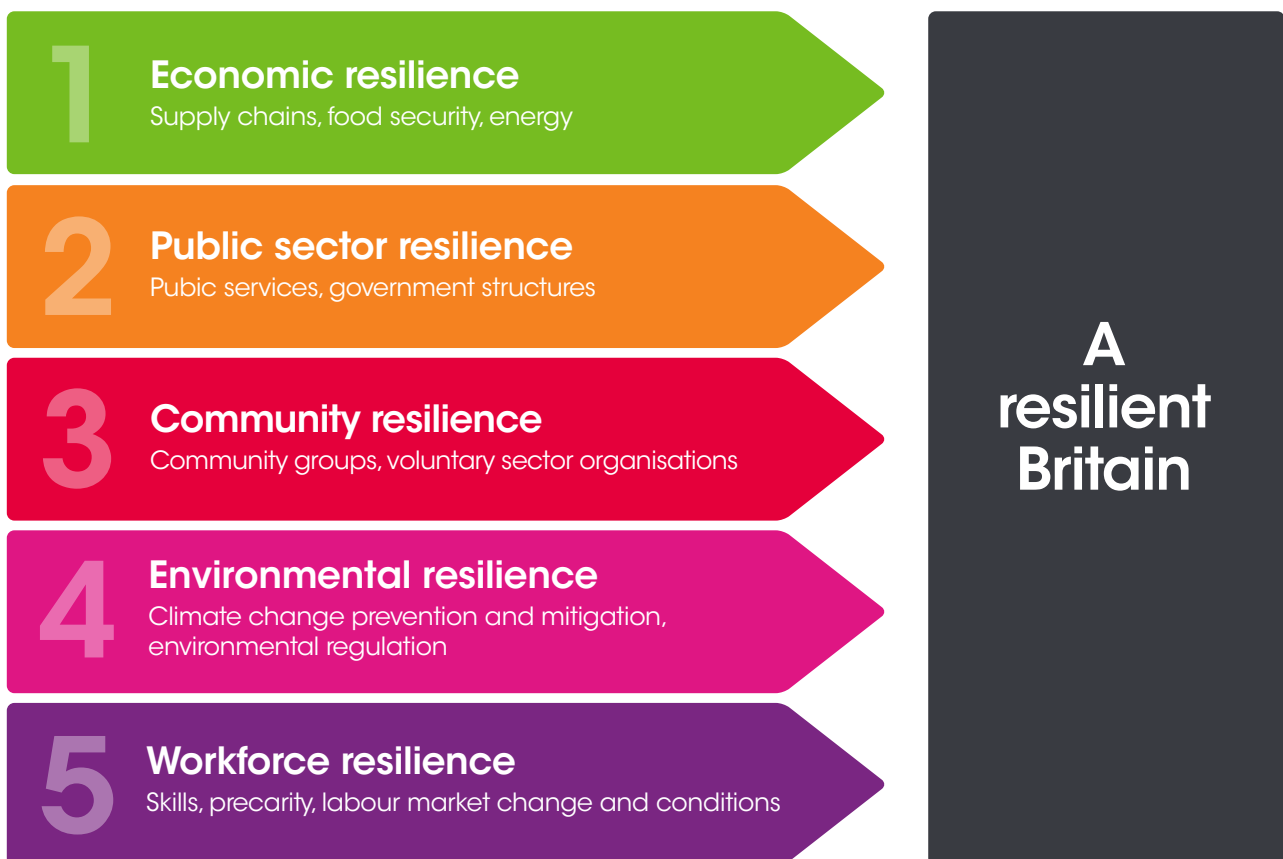 1
Economic resilience
Supply chains, food security, energy
2
Public sector resilience
Pubic services, government structures
3
Community resilience
Community groups, voluntary sector organisations
4
Environmental resilience
Climate change prevention and mitigation,
environmental regulation
5
Workforce resilience
Skills, precarity, labour market change and conditions
A
resilient
Britain